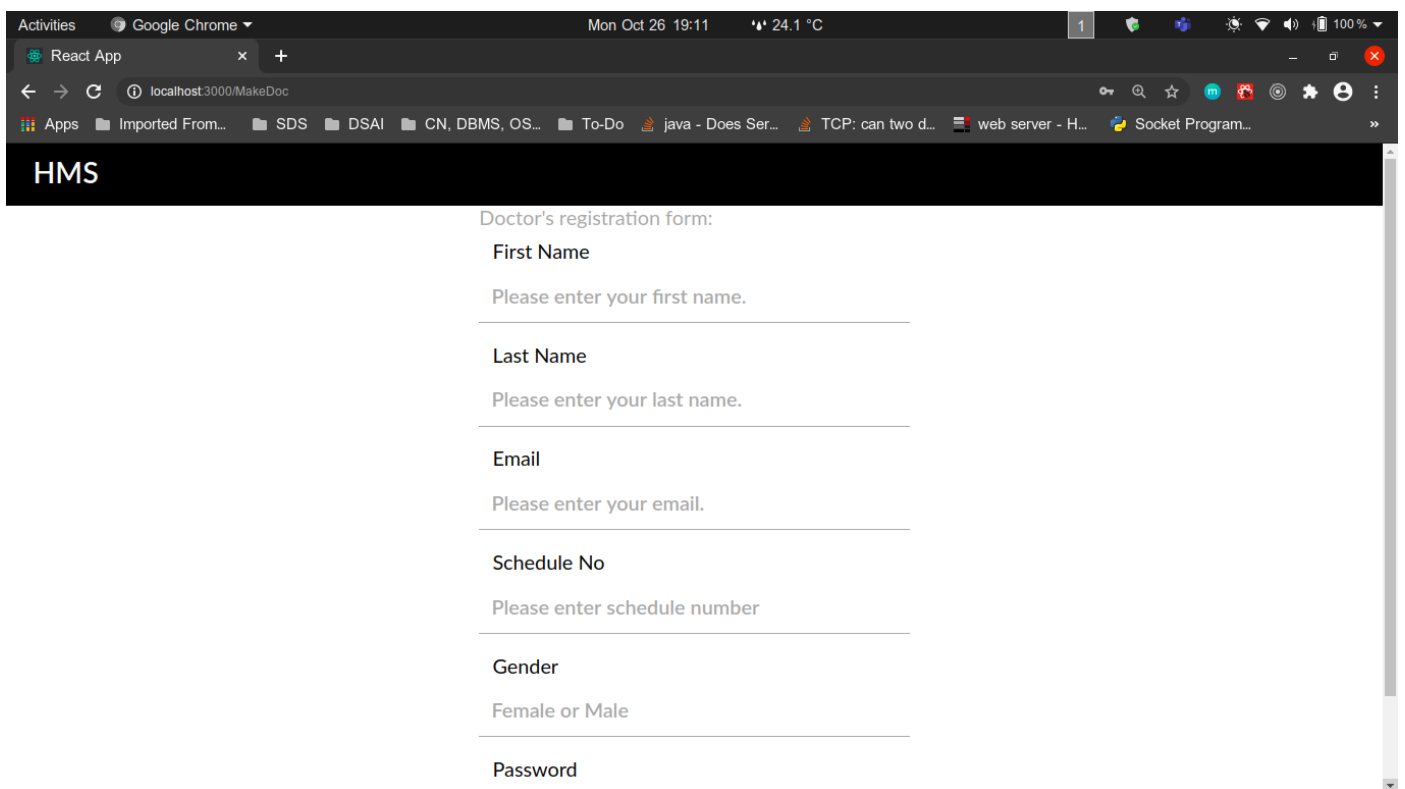 Activities Google Chrome Mon Oct 26 19:11 24.1 °C 1 100 %
React App
localhost:3000/MakeDoc
Apps Imported From... SDS DSAI CN, DBMS, OS... To-Do java - Does Ser... TCP: can two d... web server - H... Socket Program... »
HMS
Doctor's registration form:
First Name
Please enter your first name.
Last Name
Please enter your last name.
Email
Please enter your email.
Schedule No
Please enter schedule number
Gender
Female or Male
Password